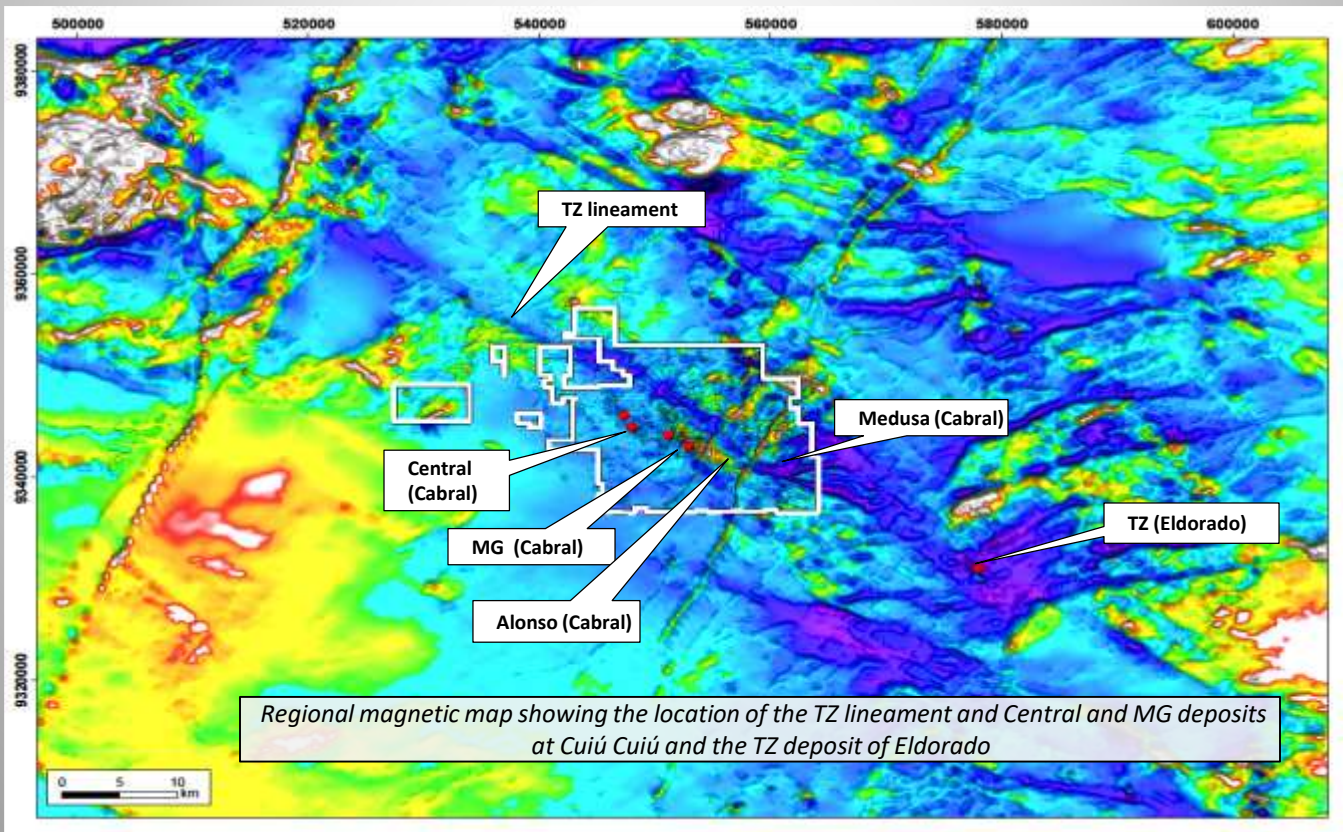 500000 520000 540000 560000 580000 600000
9380000
9360000
9340000
9320000
TZ lineament
Medusa (Cabral)
Central
(Cabral)
TZ (Eldorado)
MG (Cabral)
Alonso (Cabral)
Regional magnetic map showing the location of the TZ lineament and Central and MG deposits
at Cuiú Cuiú and the TZ deposit of Eldorado
0 5 10
km